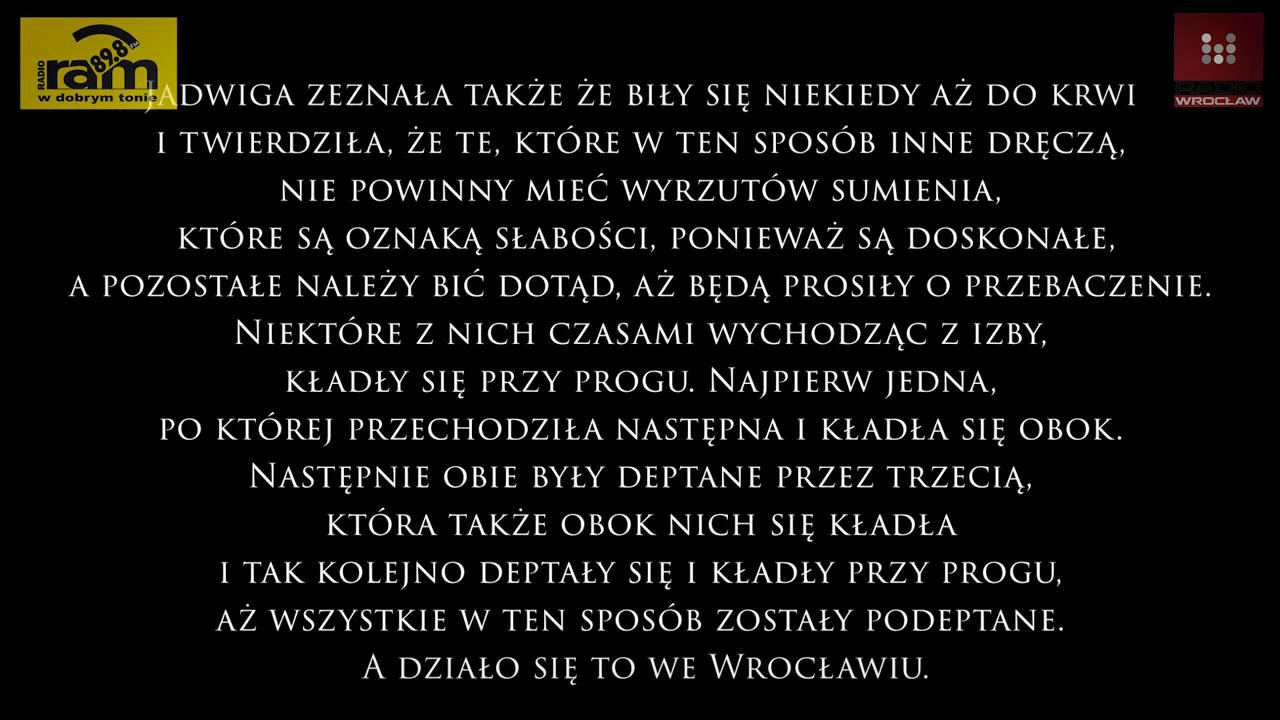 RADIO
ram
89.8 FM
w dobrym tonie
RADIO
WROCŁAW
JADWIGA ZEZNAŁA TAKŻE ŻE BIŁY SIĘ NIEKIEDY AŻ DO KRWI
I TWIERDZIŁA, ŻE TE, KTÓRE W TEN SPOSÓB INNE DRĘCZĄ,
NIE POWINNY MIEĆ WYRZUTÓW SUMIENIA,
KTÓRE SĄ OZNAKĄ SŁABOŚCI, PONIEWAŻ SĄ DOSKONAŁE,
A POZOSTAŁE NALEŻY BIĆ DOTĄD, AŻ BĘDĄ PROSIŁY O PRZEBACZENIE.
NIEKTÓRE Z NICH CZASAMI WYCHODZĄC Z IZBY,
KŁADŁY SIĘ PRZY PROGU. NAJPIERW JEDNA,
PO KTÓREJ PRZECHODZIŁA NASTĘPNA I KŁADŁA SIĘ OBOK.
NASTĘPNIE OBIE BYŁY DEPTANE PRZEZ TRZECIĄ,
KTÓRA TAKŻE OBOK NICH SIĘ KŁADŁA
I TAK KOLEJNO DEPTAŁY SIĘ I KŁADŁY PRZY PROGU,
AŻ WSZYSTKIE W TEN SPOSÓB ZOSTAŁY PODEPTANE.
A DZIAŁO SIĘ TO WE WROCŁAWIU.